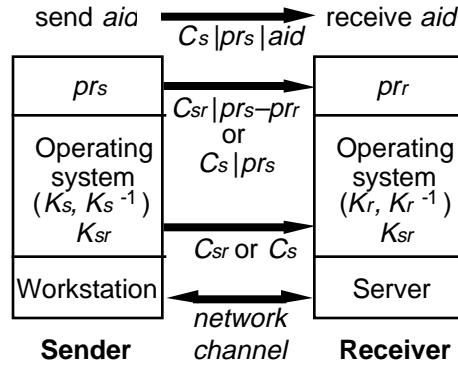 send aid
receive aid
Cs|prs|aid
prs
Csr|prs–prr
or
Cs|prs
prr
Operating
system
(Ks, Ks -1)
Ksr
Operating
system
(Kr, Kr -1)
Ksr
Csr or Cs
Workstation
Server
network
channel
Sender
Receiver